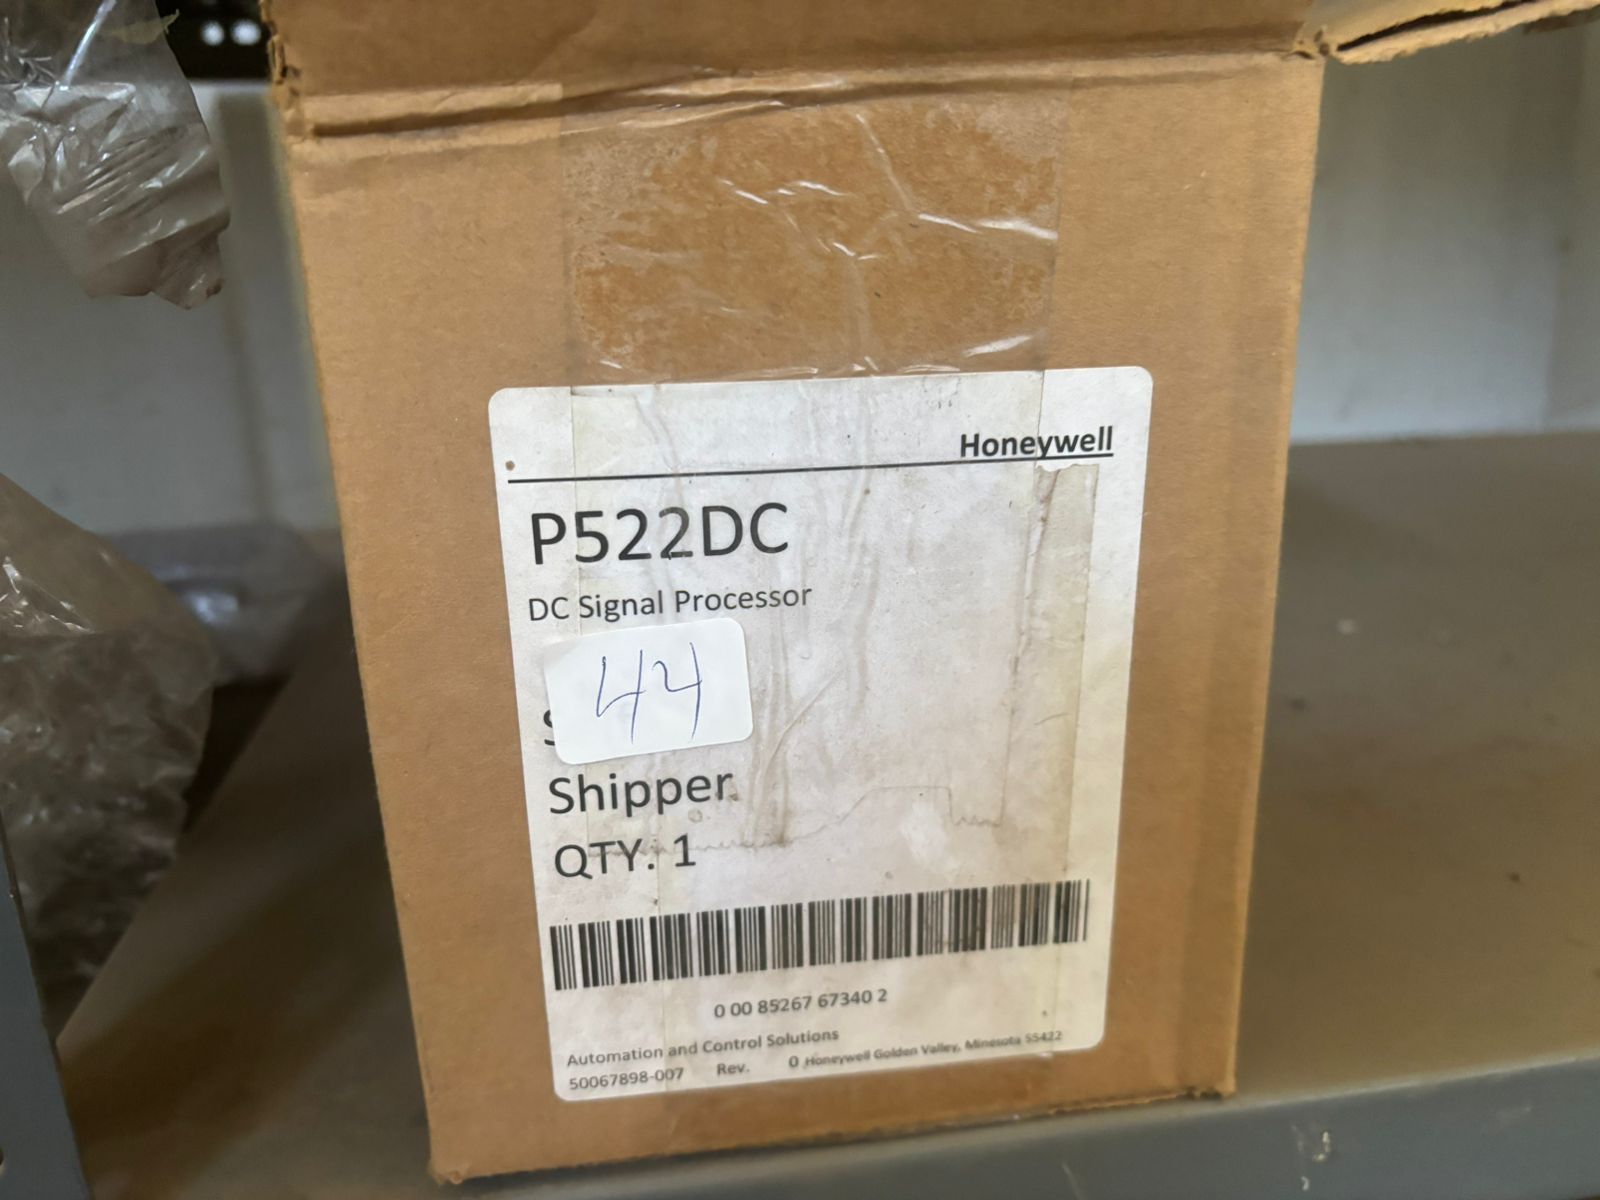 Honeywell
P522DC
DC Signal Processor
44
Shipper
QTY. 1
0 00 85267 67340 2
Automation and Control Solutions
50067898-007 Rev. 0 Honeywell Golden Valley, Minesota 55422